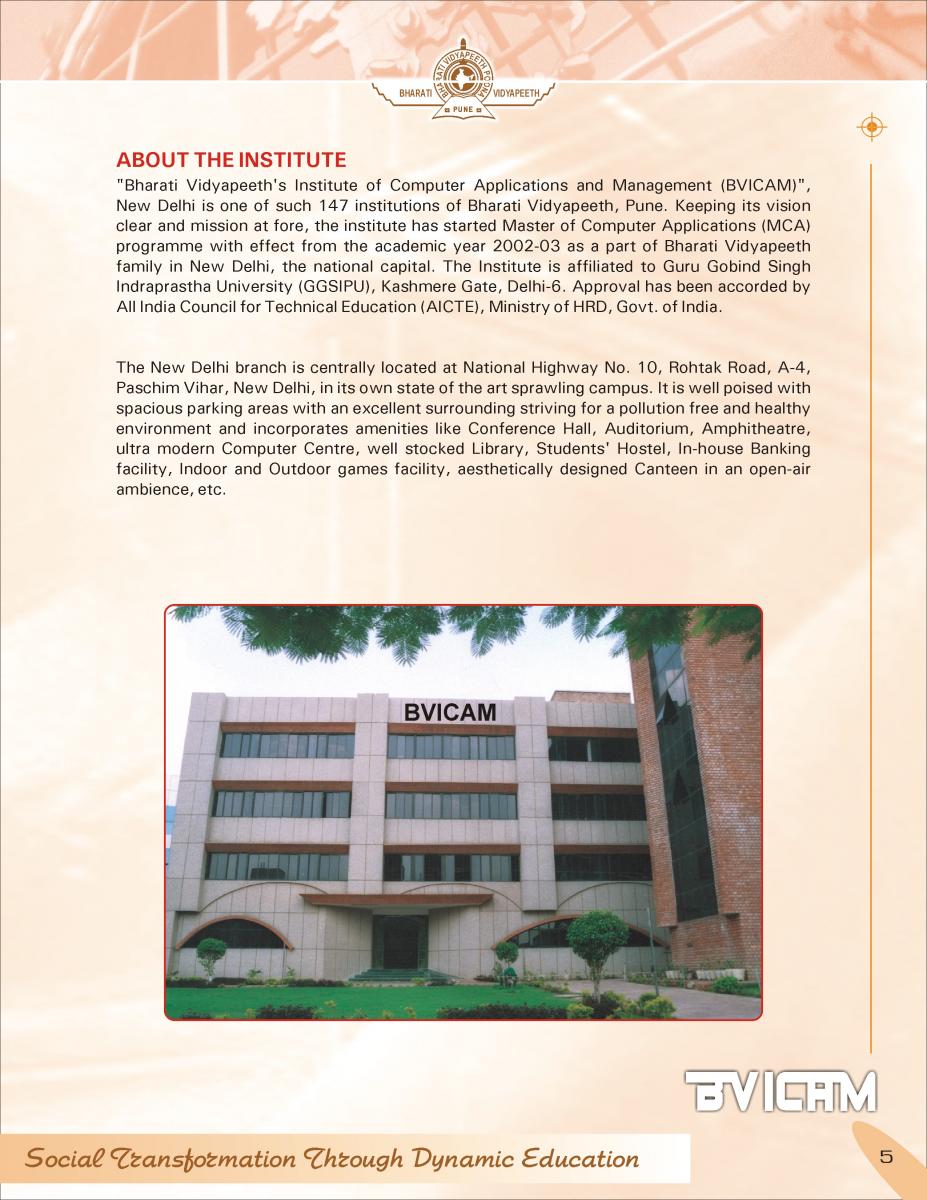 BHARATI VIDYAPEETH POONA
BHARATI VIDYAPEETH
PUNE
ABOUT THE INSTITUTE
"Bharati Vidyapeeth's Institute of Computer Applications and Management (BVICAM)",
New Delhi is one of such 147 institutions of Bharati Vidyapeeth, Pune. Keeping its vision
clear and mission at fore, the institute has started Master of Computer Applications (MCA)
programme with effect from the academic year 2002-03 as a part of Bharati Vidyapeeth
family in New Delhi, the national capital. The Institute is affiliated to Guru Gobind Singh
Indraprastha University (GGSIPU), Kashmere Gate, Delhi-6. Approval has been accorded by
All India Council for Technical Education (AICTE), Ministry of HRD, Govt. of India.
The New Delhi branch is centrally located at National Highway No. 10, Rohtak Road, A-4,
Paschim Vihar, New Delhi, in its own state of the art sprawling campus. It is well poised with
spacious parking areas with an excellent surrounding striving for a pollution free and healthy
environment and incorporates amenities like Conference Hall, Auditorium, Amphitheatre,
ultra modern Computer Centre, well stocked Library, Students' Hostel, In-house Banking
facility, Indoor and Outdoor games facility, aesthetically designed Canteen in an open-air
ambience, etc.
BVICAM
BVICAM
Social Transformation Through Dynamic Education
5